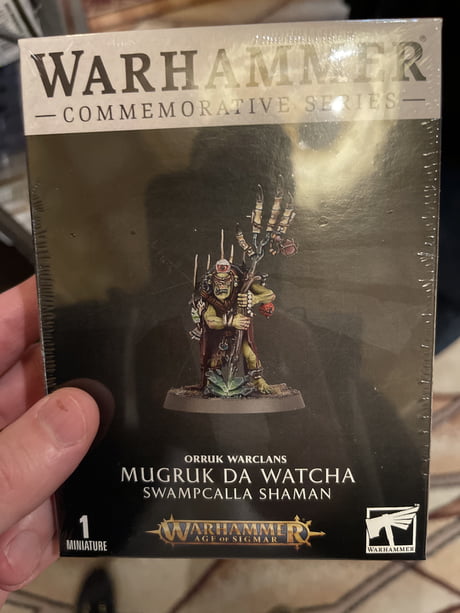 WARHAMMER
COMMEMORATIVE SERIES
ORRUK WARCLANS
MUGRUK DA WATCHA
SWAMPCALLA SHAMAN
1
MINIATURE
WARHAMMER
AGE OF SIGMAR
WARHAMMER